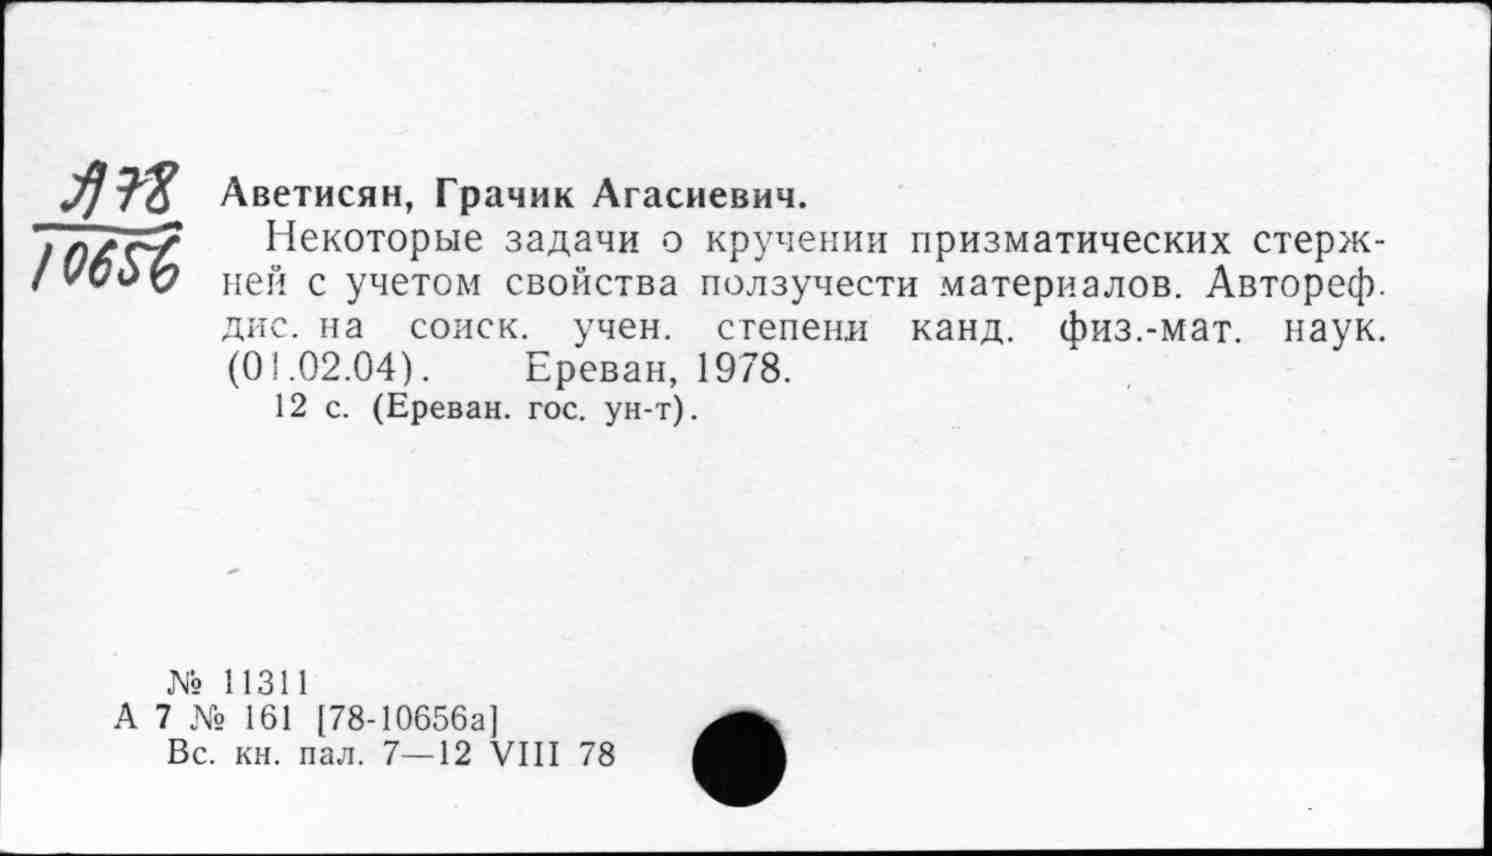 А78
10656
Аветисян, Грачик Агасиевич.
Некоторые задачи о кручении призматических стерж-
ней с учетом свойства ползучести материалов. Автореф.
дис. на соиск. учен. степени канд. физ.-мат. наук.
(01.02.04). Ереван, 1978.
12 с. (Ереван. гос. ун-т).
№ 11311
А 7 № 161 [78-10656а]
Вс. кн. пал. 7—12 VIII 78